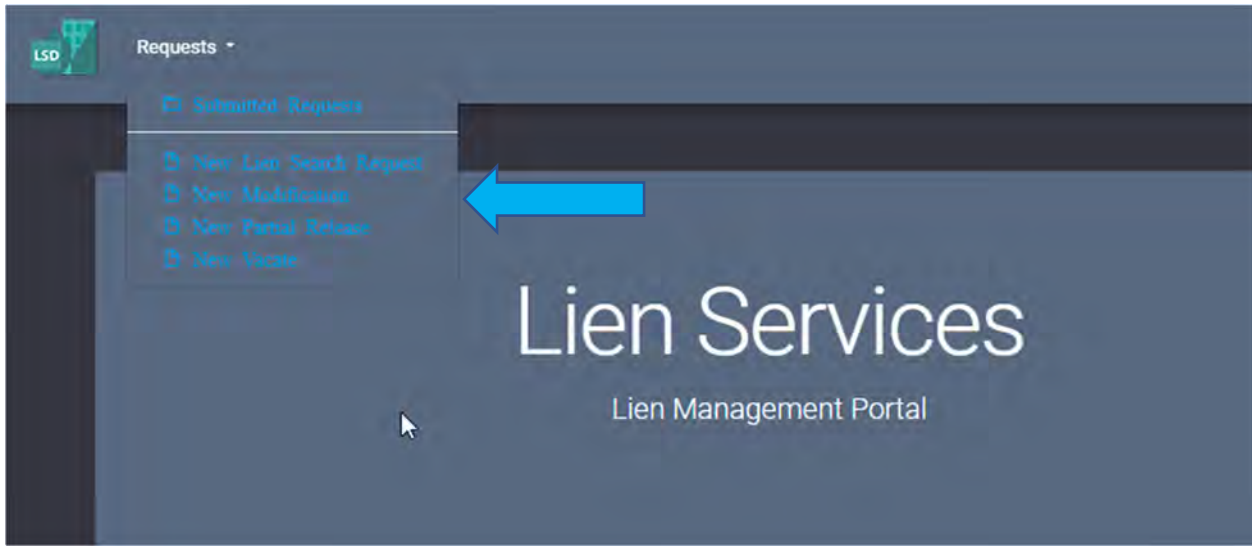 LSD
Requests
Submitted Requests
New Lien Search Request
New Modification
New Partial Release
New Vacate
Lien Services
Lien Management Portal